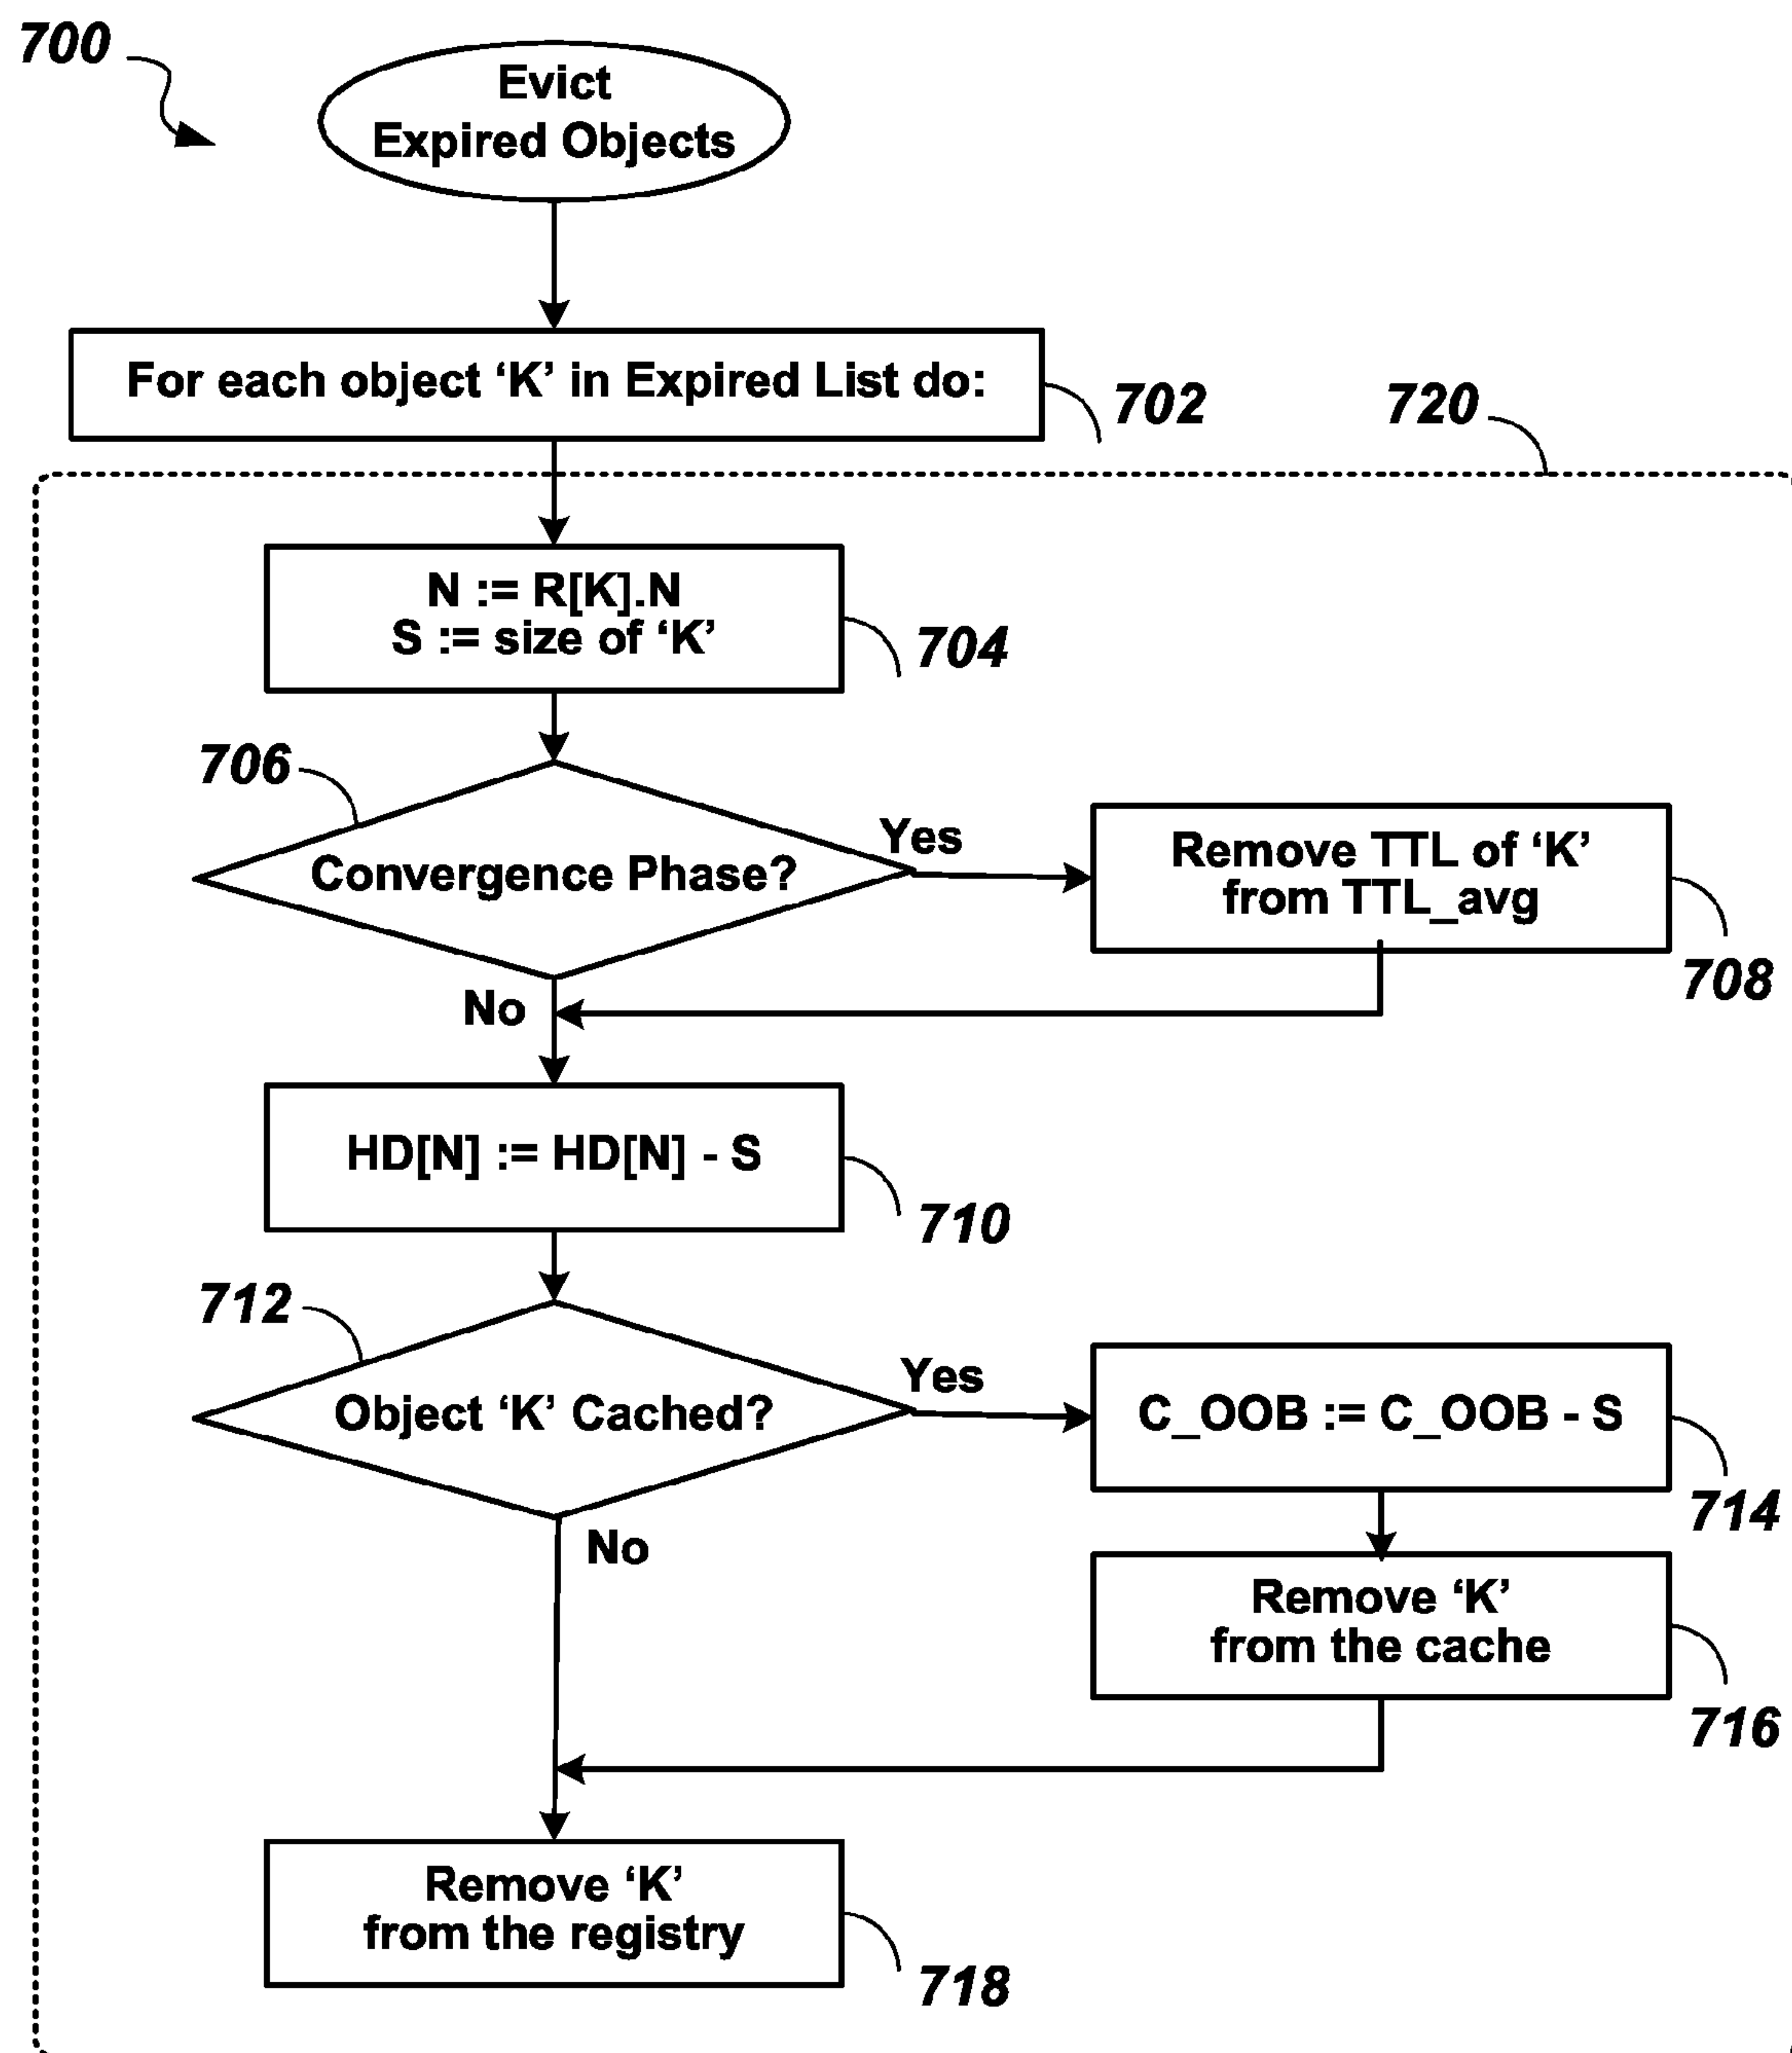 700
Evict
Expired Objects
For each object ‘K’ in Expired List do:
702
720
N := R[K].N
S := size of ‘K’
704
706
Convergence Phase?
Yes
Remove TTL of ‘K’
from TTL_avg
708
No
HD[N] := HD[N] - S
710
712
Object ‘K’ Cached?
Yes
C_OOB := C_OOB - S
714
No
Remove ‘K’
from the cache
716
Remove ‘K’
from the registry
718